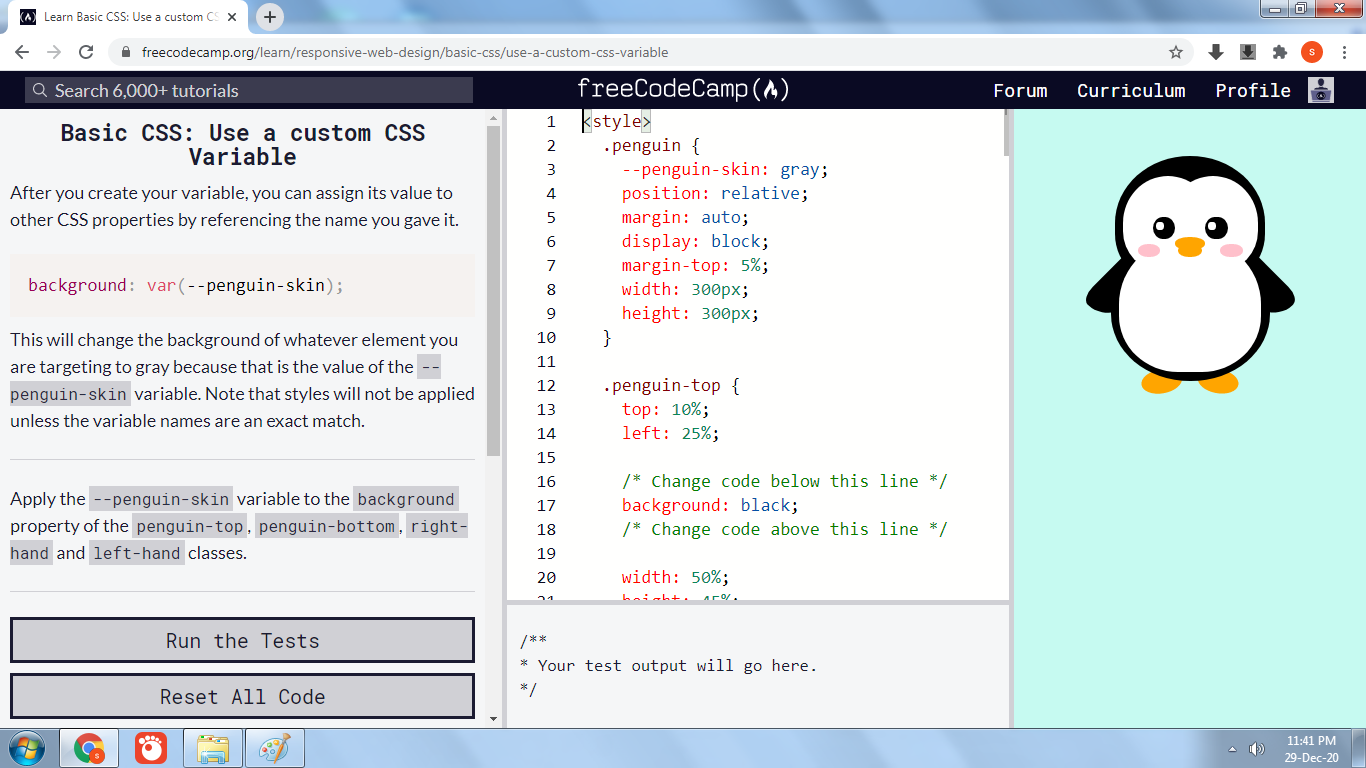 Learn Basic CSS: Use a custom CS
freecodecamp.org/learn/responsive-web-design/basic-css/use-a-custom-css-variable
S
Search 6,000+ tutorials
freeCodeCamp
Forum
Curriculum
Profile
Basic CSS: Use a custom CSS
Variable
After you create your variable, you can assign its value to
other CSS properties by referencing the name you gave it.
background: var(--penguin-skin);
This will change the background of whatever element you
are targeting to gray because that is the value of the --
penguin-skin variable. Note that styles will not be applied
unless the variable names are an exact match.
Apply the --penguin-skin variable to the background
property of the penguin-top, penguin-bottom, right-
hand and left-hand classes.
Run the Tests
Reset All Code
1 <style>
2 .penguin {
3 --penguin-skin: gray;
4 position: relative;
5 margin: auto;
6 display: block;
7 margin-top: 5%;
8 width: 300px;
9 height: 300px;
10 }
11
12 .penguin-top {
13 top: 10%;
14 left: 25%;
15
16 /* Change code below this line */
17 background: black;
18 /* Change code above this line */
19
20 width: 50%;
21 height: 45%;
/**
* Your test output will go here.
*/
S
11:41 PM
29-Dec-20